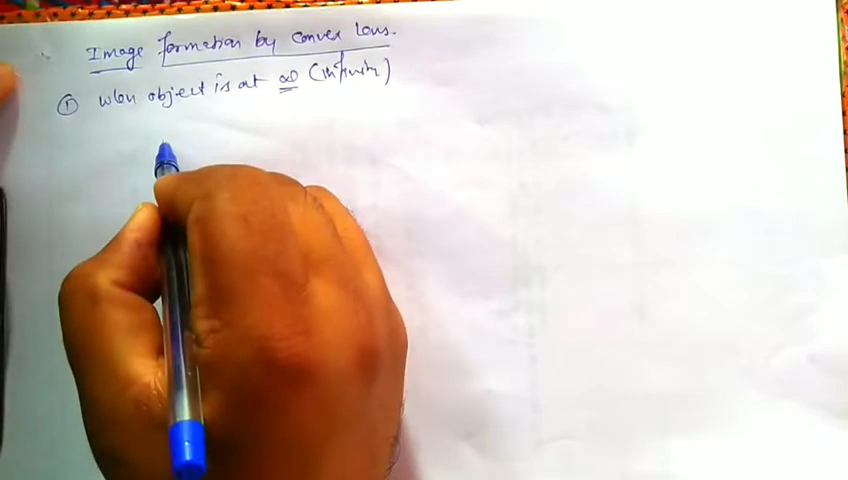 Image formation by convex lens.
① when object is at ∞ (infinity)